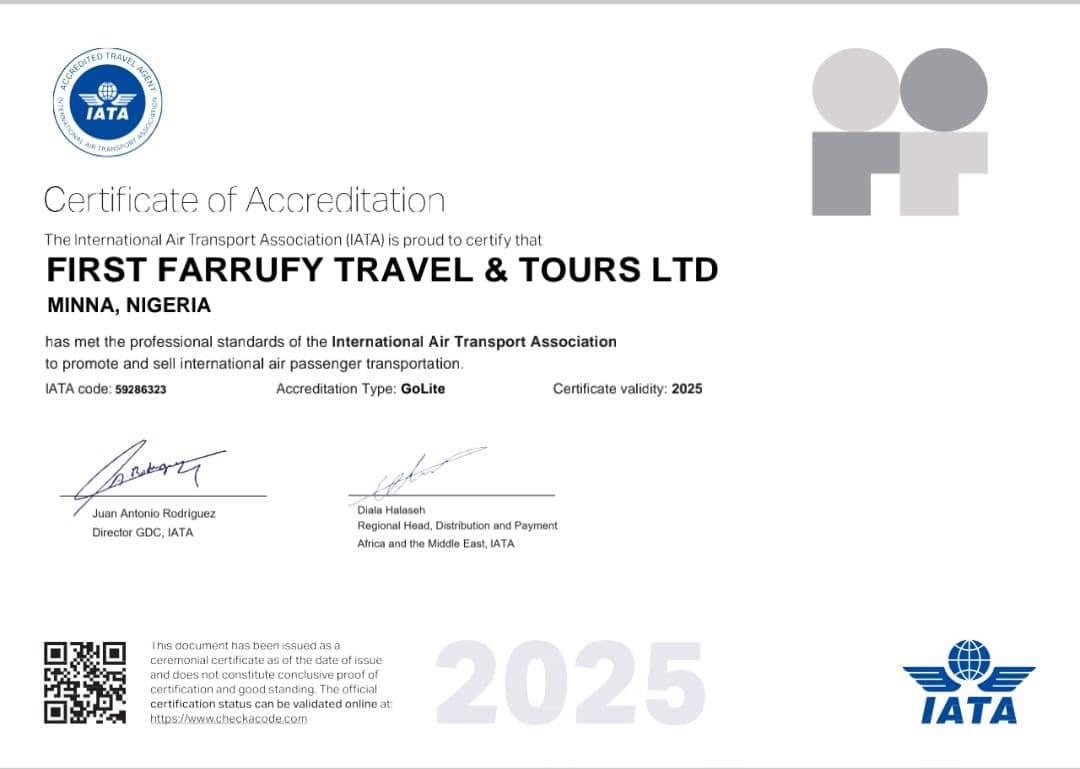 ACCREDITED TRAVEL AGENT
INTERNATIONAL AIR TRANSPORT ASSOCIATION
IATA
Certificate of Accreditation
The International Air Transport Association (IATA) is proud to certify that
FIRST FARRUFY TRAVEL & TOURS LTD
MINNA, NIGERIA
has met the professional standards of the International Air Transport Association
to promote and sell international air passenger transportation.
IATA code: 59286323 Accreditation Type: GoLite Certificate validity: 2025
Juan Antonio Rodriguez
Director GDC, IATA
Diala Halaseh
Regional Head, Distribution and Payment
Africa and the Middle East, IATA
This document has been issued as a
ceremonial certificate as of the date of issue
and does not constitute conclusive proof of
certification and good standing. The official
certification status can be validated online at:
https://www.checkacode.com
2025
IATA